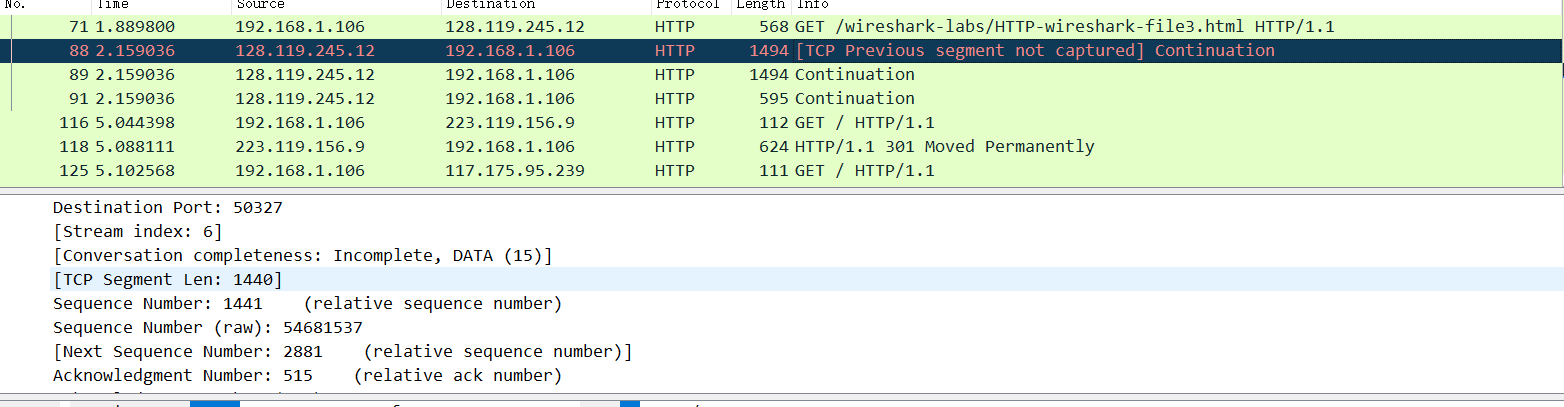 No. Time Source Destination Protocol Length Info
71 1.889800 192.168.1.106 128.119.245.12 HTTP 568 GET /wireshark-labs/HTTP-wireshark-file3.html HTTP/1.1
88 2.159036 128.119.245.12 192.168.1.106 HTTP 1494 [TCP Previous segment not captured] Continuation
89 2.159036 128.119.245.12 192.168.1.106 HTTP 1494 Continuation
91 2.159036 128.119.245.12 192.168.1.106 HTTP 595 Continuation
116 5.044398 192.168.1.106 223.119.156.9 HTTP 112 GET / HTTP/1.1
118 5.088111 223.119.156.9 192.168.1.106 HTTP 624 HTTP/1.1 301 Moved Permanently
125 5.102568 192.168.1.106 117.175.95.239 HTTP 111 GET / HTTP/1.1
Destination Port: 50327
[Stream index: 6]
[Conversation completeness: Incomplete, DATA (15)]
[TCP Segment Len: 1440]
Sequence Number: 1441 (relative sequence number)
Sequence Number (raw): 54681537
[Next Sequence Number: 2881 (relative sequence number)]
Acknowledgment Number: 515 (relative ack number)